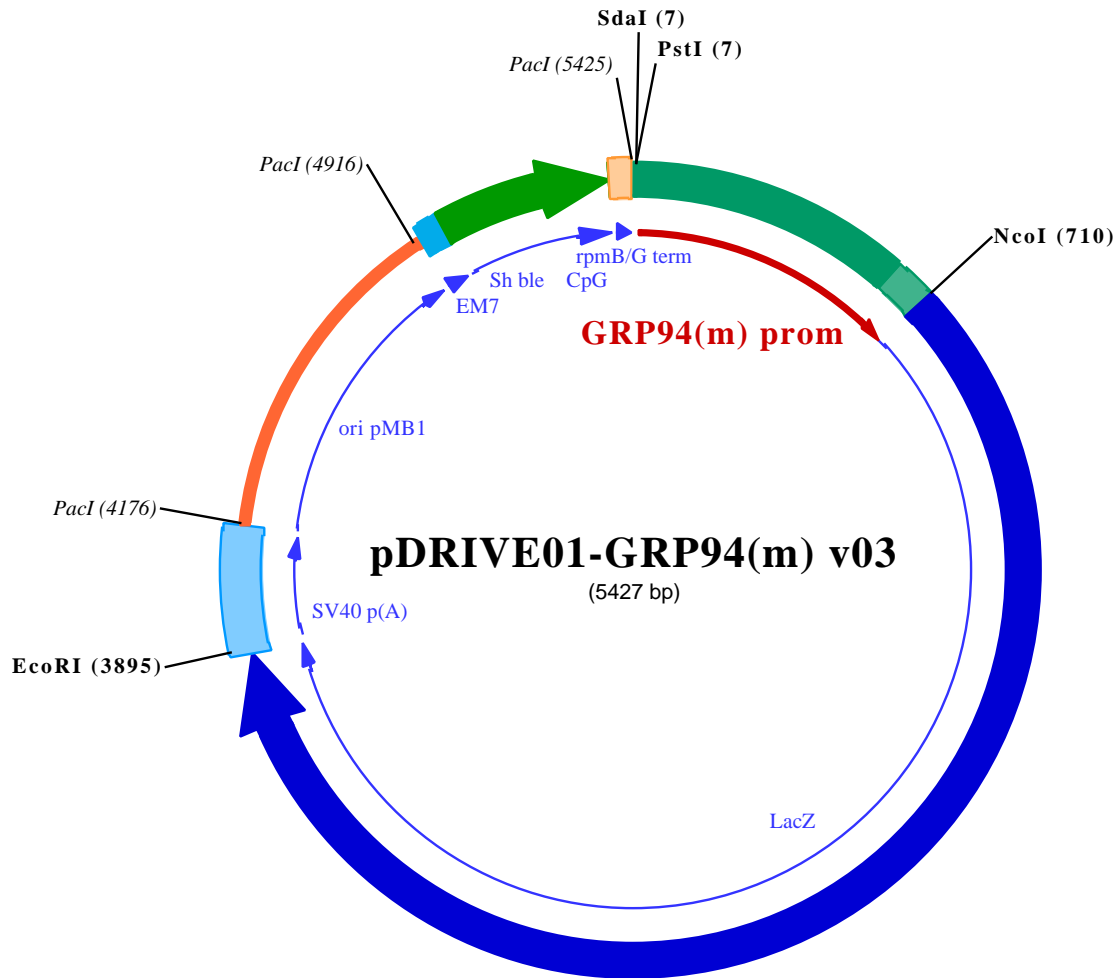 SdaI (7)
PstI (7)
PacI (5425)
PacI (4916)
NcoI (710)
rpmB/G term
Sh ble CpG
EM7
GRP94(m) prom
ori pMB1
PacI (4176)
pDRIVE01-GRP94(m) v03
(5427 bp)
SV40 p(A)
EcoRI (3895)
LacZ